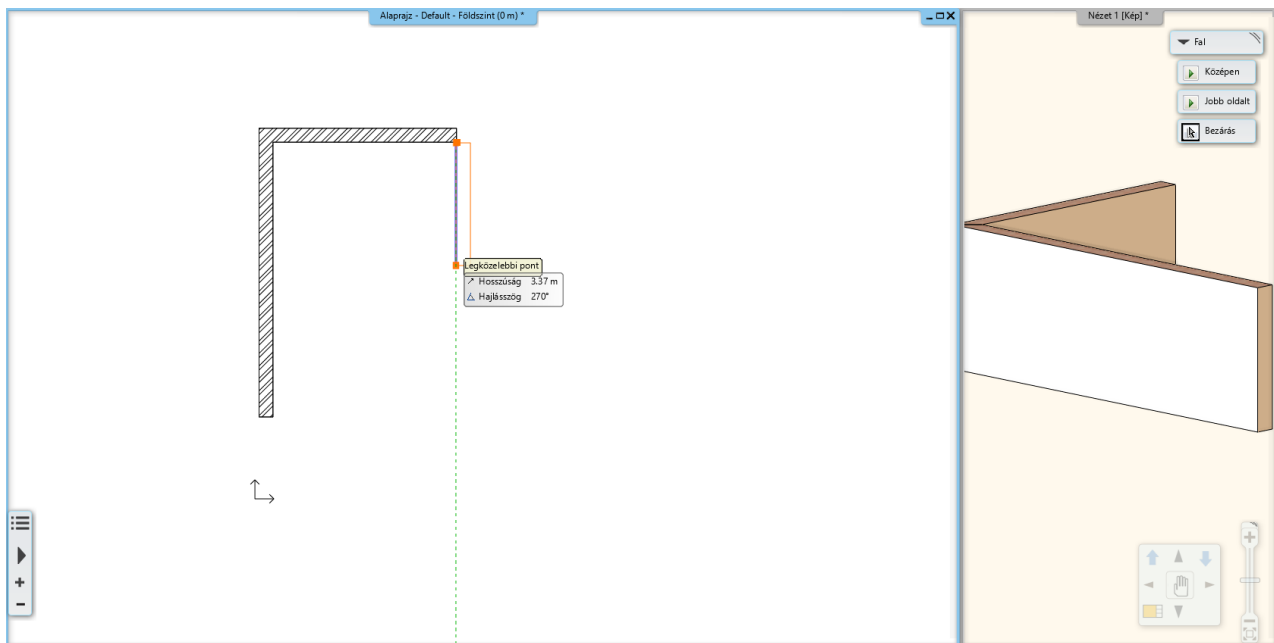 Alaprajz - Default - Földszint (0 m) *
Nézet 1 [Kép] *
Fal
Középen
Jobb oldalt
Bezárás
Legközelebbi pont
Hosszúság 3.37 m
Hajlásszög 270°